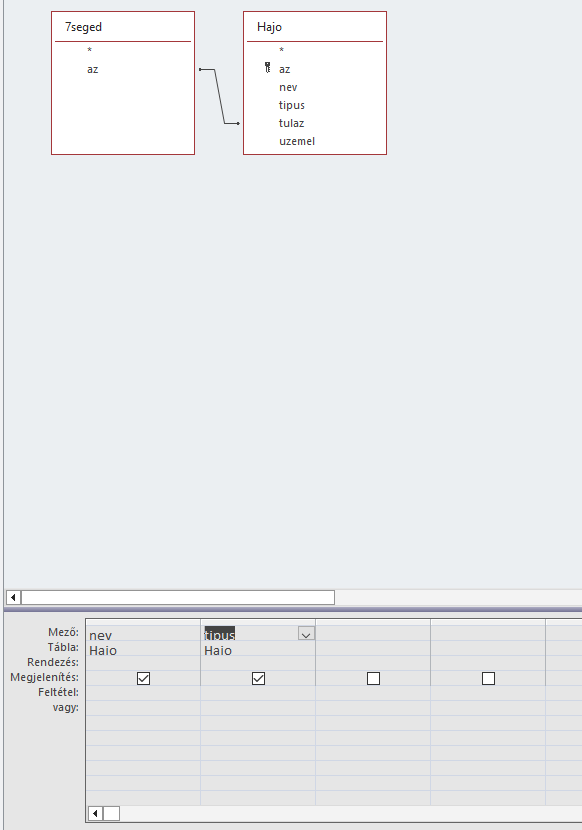 7seged
*
az
Hajo
*
az
nev
tipus
tulaz
uzemel
Mező: nev tipus
Tábla: Hajo Hajo
Rendezés:
Megjelenítés:
Feltétel:
vagy: